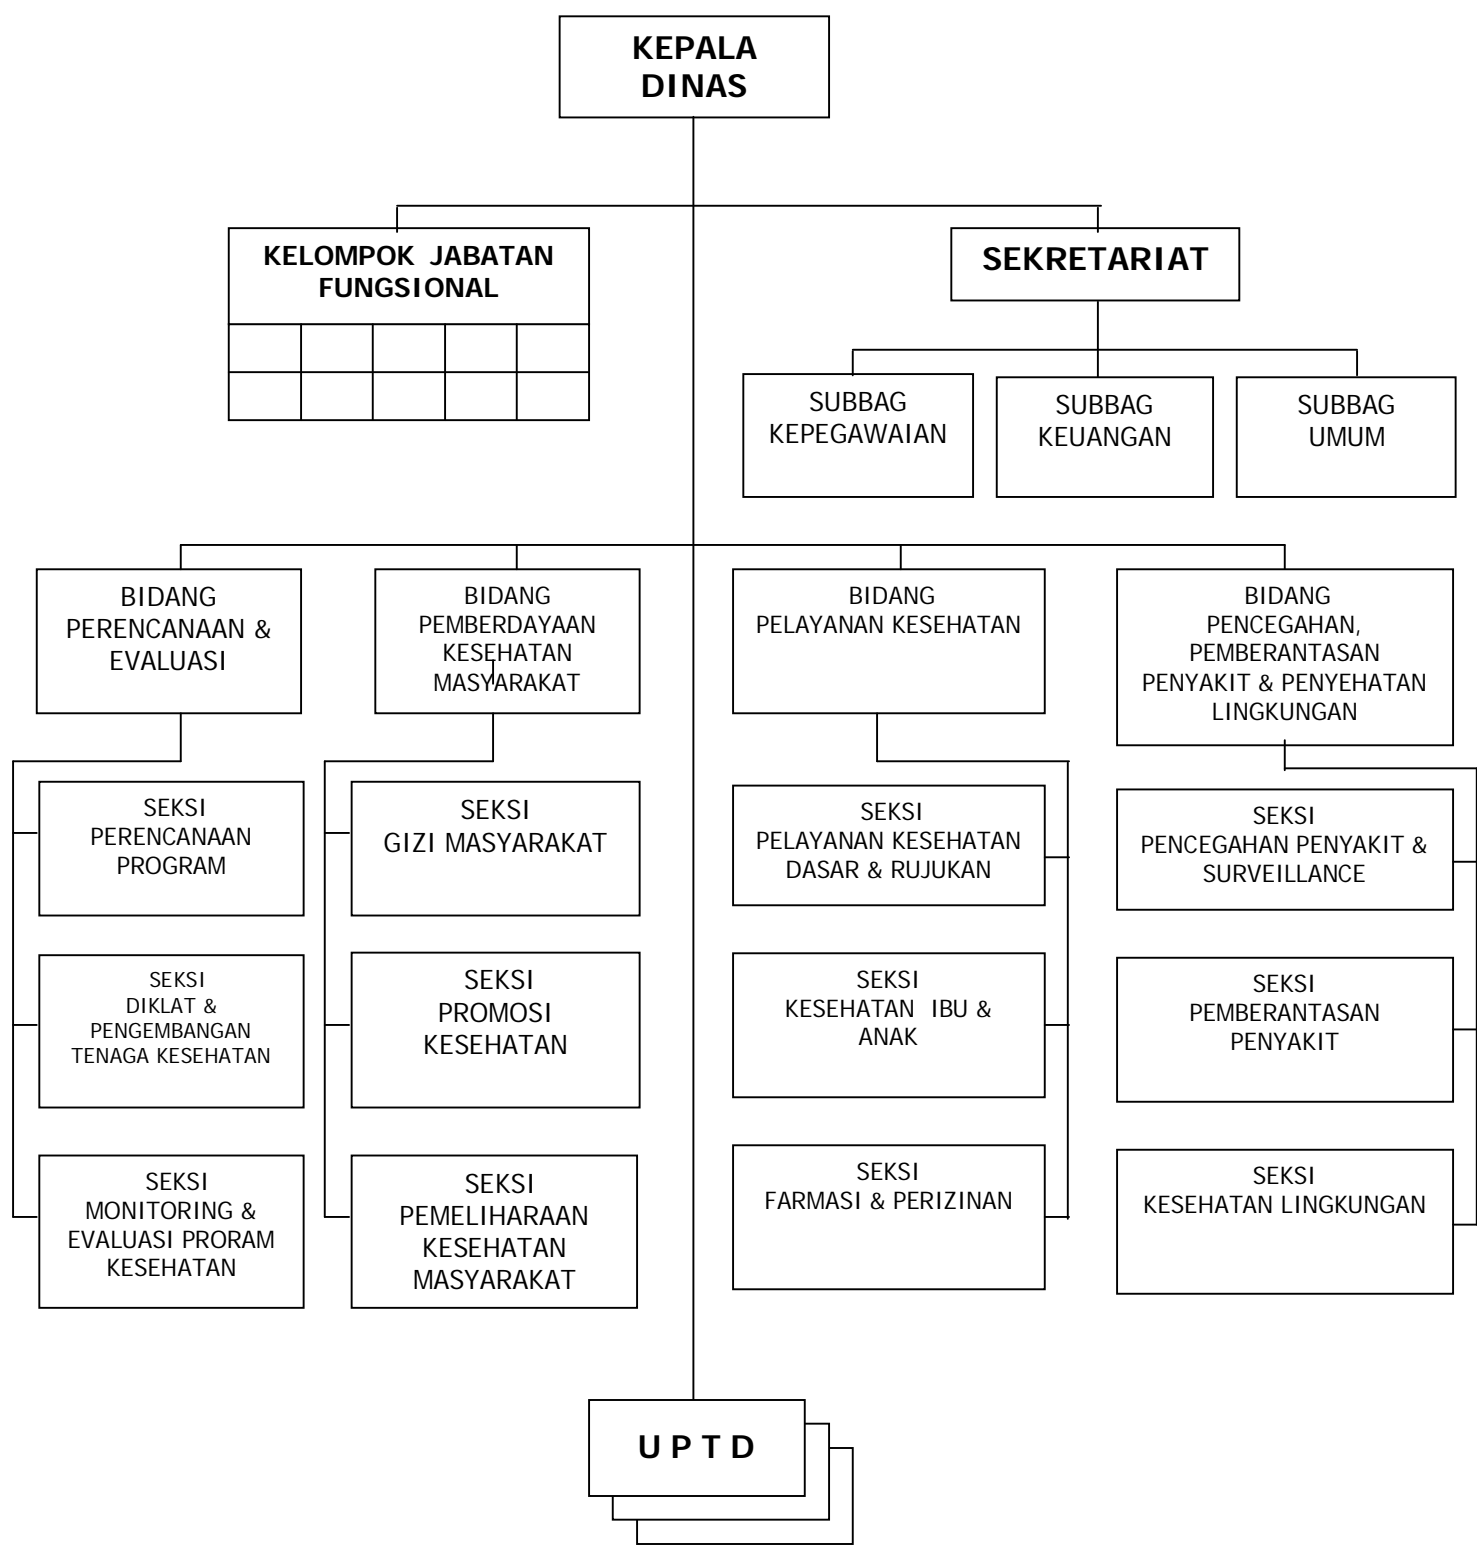 KEPALA
DINAS
KELOMPOK JABATAN
FUNGSIONAL
SEKRETARIAT
SUBBAG
KEPEGAWAIAN
SUBBAG
KEUANGAN
SUBBAG
UMUM
BIDANG
PERENCANAAN &
EVALUASI
BIDANG
PEMBERDAYAAN
KESEHATAN
MASYARAKAT
BIDANG
PELAYANAN KESEHATAN
BIDANG
PENCEGAHAN,
PEMBERANTASAN
PENYAKIT & PENYEHATAN
LINGKUNGAN
SEKSI
PERENCANAAN
PROGRAM
SEKSI
GIZI MASYARAKAT
SEKSI
PELAYANAN KESEHATAN
DASAR & RUJUKAN
SEKSI
PENCEGAHAN PENYAKIT &
SURVEILLANCE
SEKSI
DIKLAT &
PENGEMBANGAN
TENAGA KESEHATAN
SEKSI
PROMOSI
KESEHATAN
SEKSI
KESEHATAN IBU &
ANAK
SEKSI
PEMBERANTASAN
PENYAKIT
SEKSI
MONITORING &
EVALUASI PRORAM
KESEHATAN
SEKSI
PEMELIHARAAN
KESEHATAN
MASYARAKAT
SEKSI
FARMASI & PERIZINAN
SEKSI
KESEHATAN LINGKUNGAN
U P T D